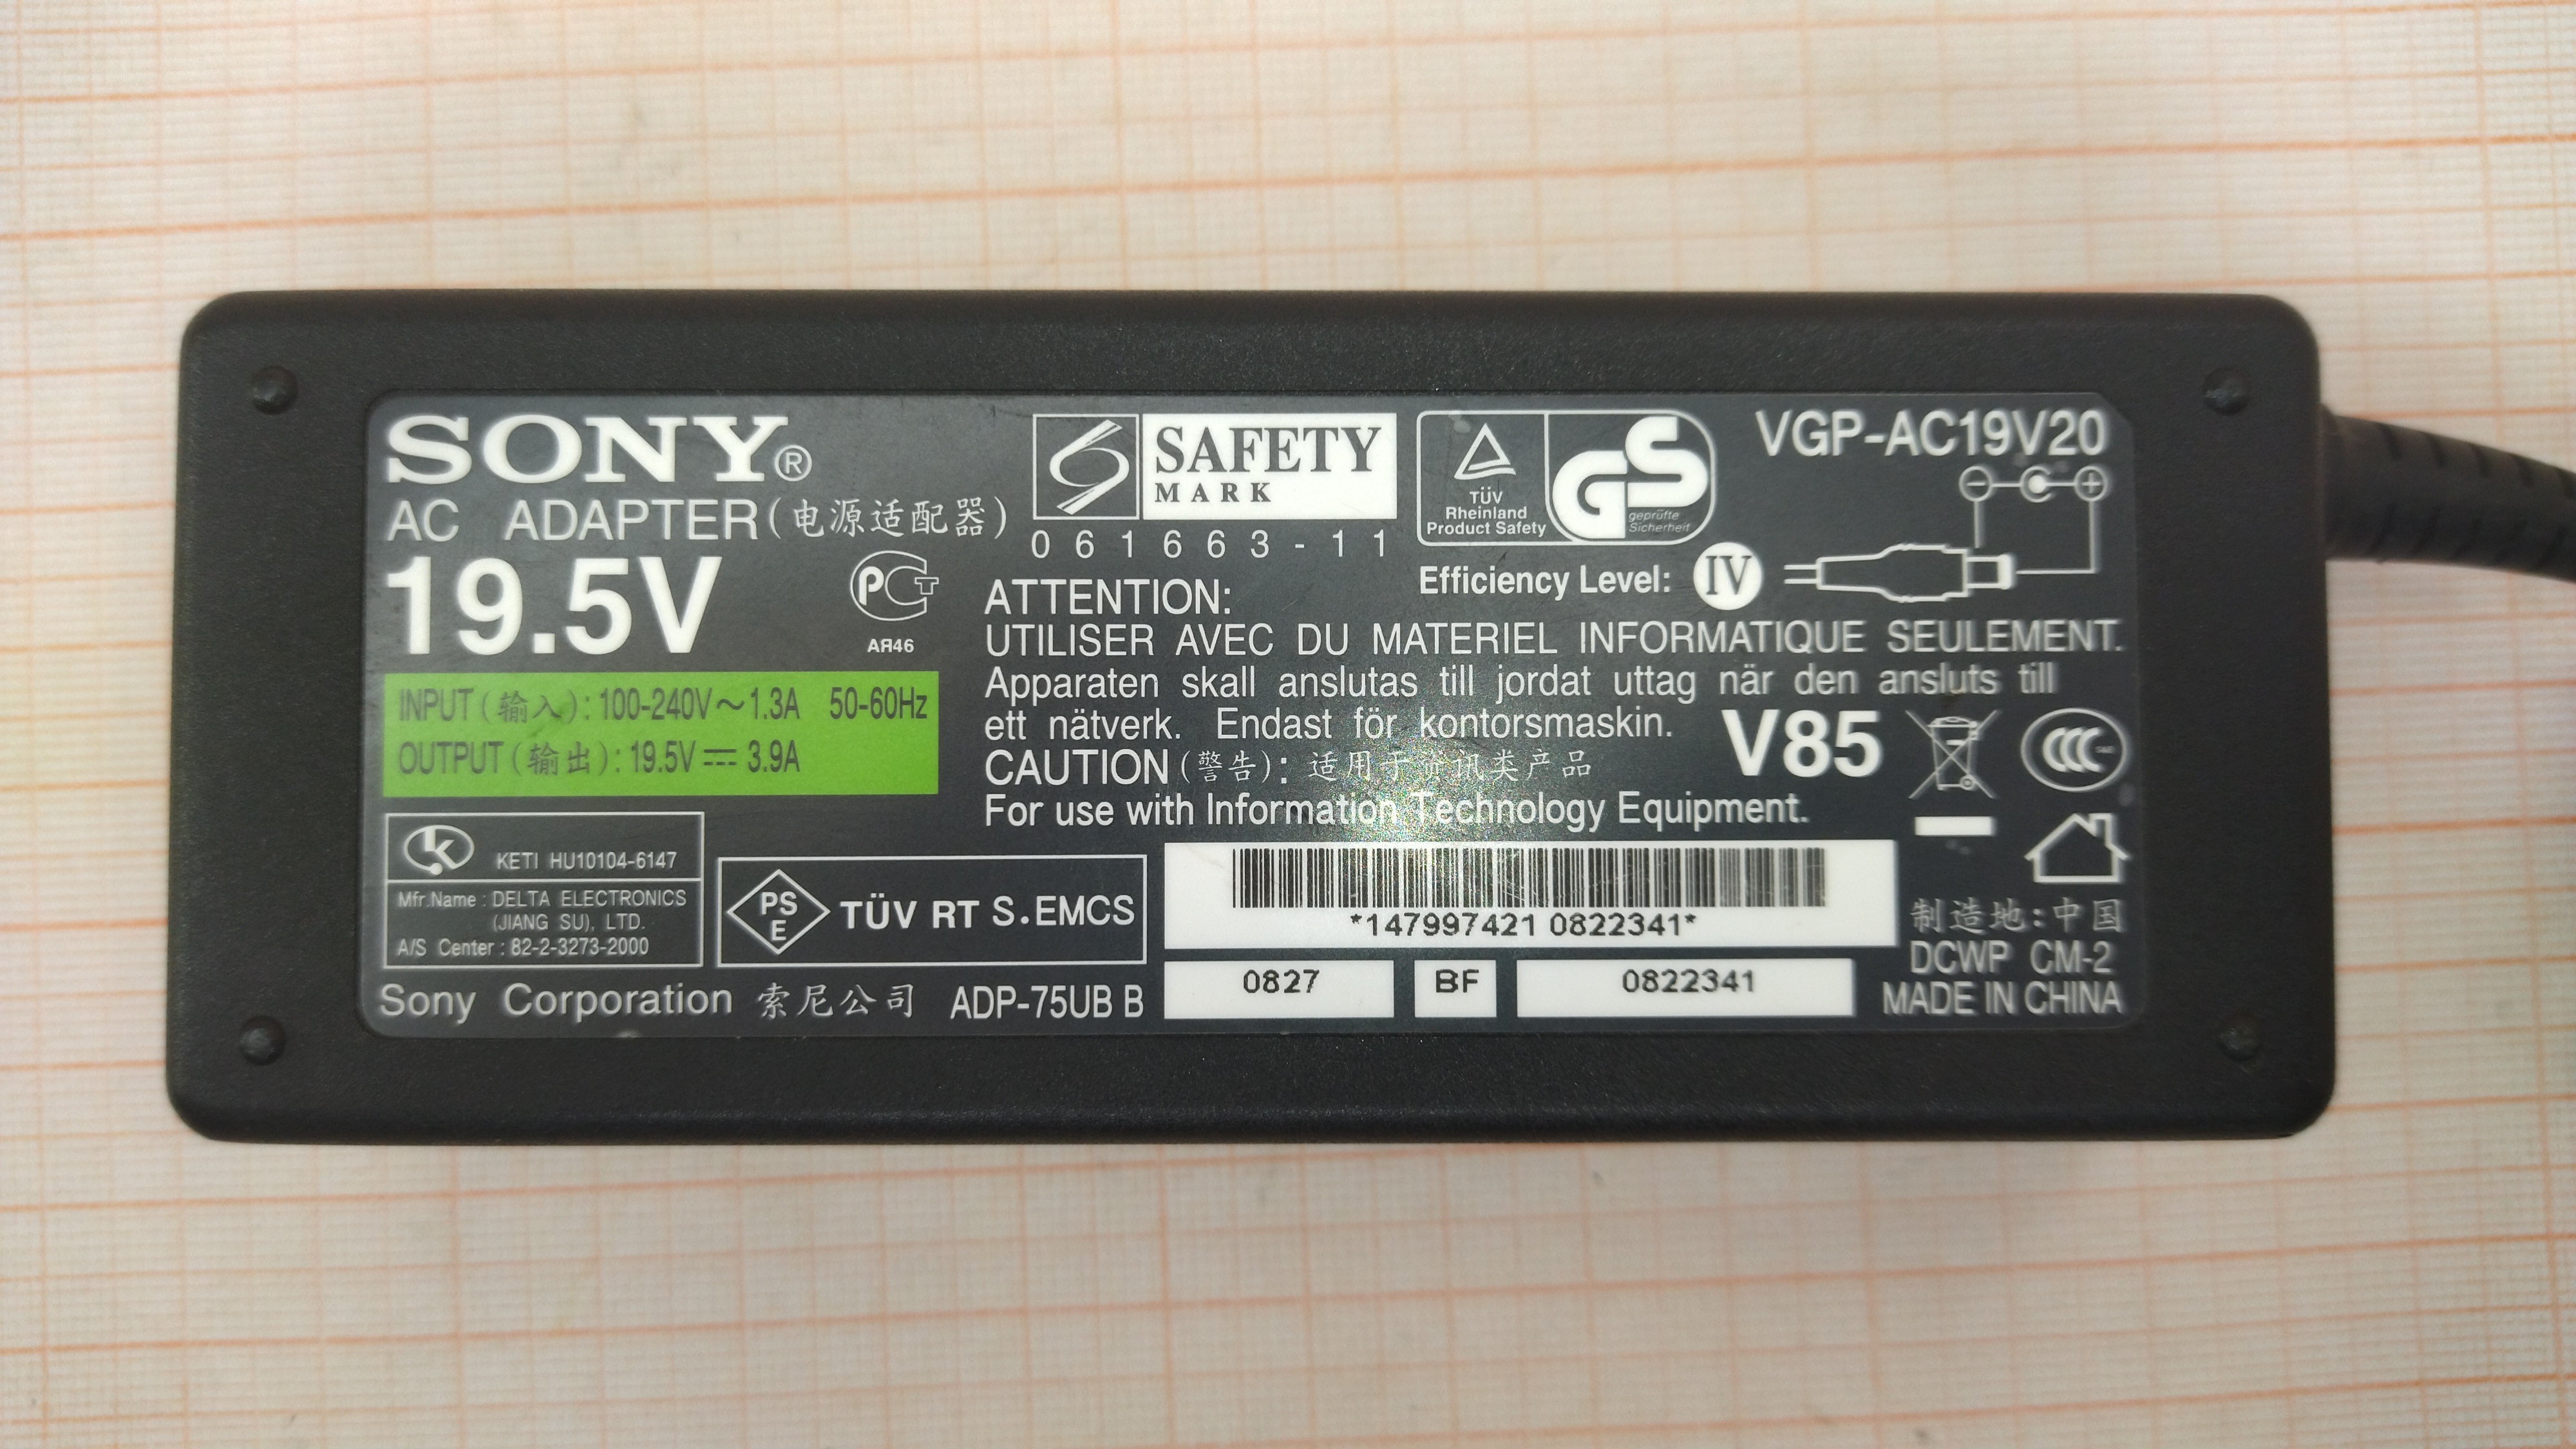 SONY®
AC ADAPTER(电源适配器)
19.5V
PCT
АЯ46
INPUT(输入):100-240V～1.3A 50-60Hz
OUTPUT(输出):19.5V⎓3.9A
KETI HU10104-6147
Mfr.Name : DELTA ELECTRONICS
(JIANG SU), LTD.
A/S Center : 82-2-3273-2000
PS
E
TÜV RT S.EMCS
Sony Corporation 索尼公司 ADP-75UB B
S SAFETY
MARK
061663-11
TÜV
Rheinland
Product Safety
GS
geprüfte
Sicherheit
VGP-AC19V20
Efficiency Level: IV
ATTENTION:
UTILISER AVEC DU MATERIEL INFORMATIQUE SEULEMENT.
Apparaten skall anslutas till jordat uttag när den ansluts till
ett nätverk. Endast för kontorsmaskin.
V85
CAUTION(警告): 适用于资讯类产品
For use with Information Technology Equipment.
CCC
*147997421 0822341*
0827 BF 0822341
制造地:中国
DCWP CM-2
MADE IN CHINA